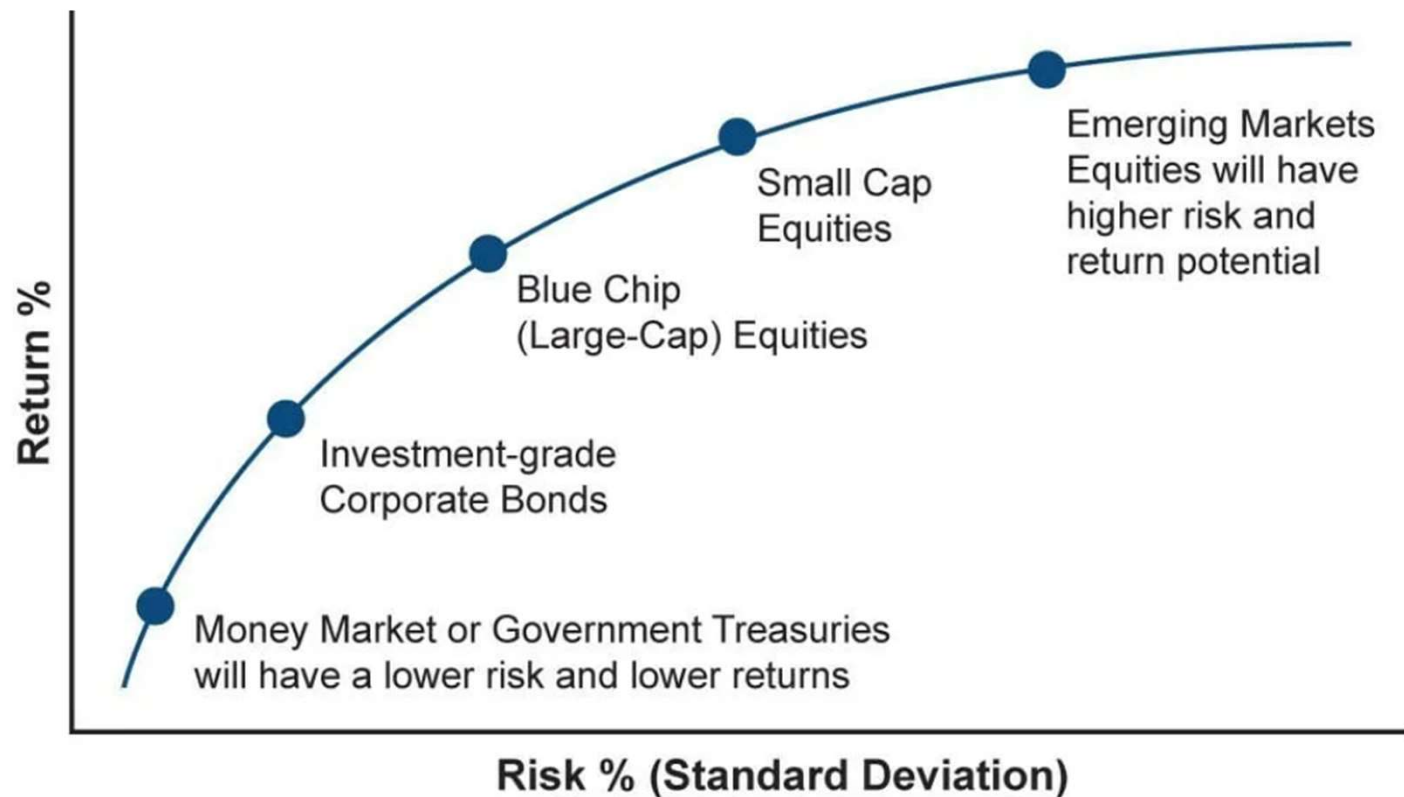 Return %
Emerging Markets
Equities will have
higher risk and
return potential
Small Cap
Equities
Blue Chip
(Large-Cap) Equities
Investment-grade
Corporate Bonds
Money Market or Government Treasuries
will have a lower risk and lower returns
Risk % (Standard Deviation)